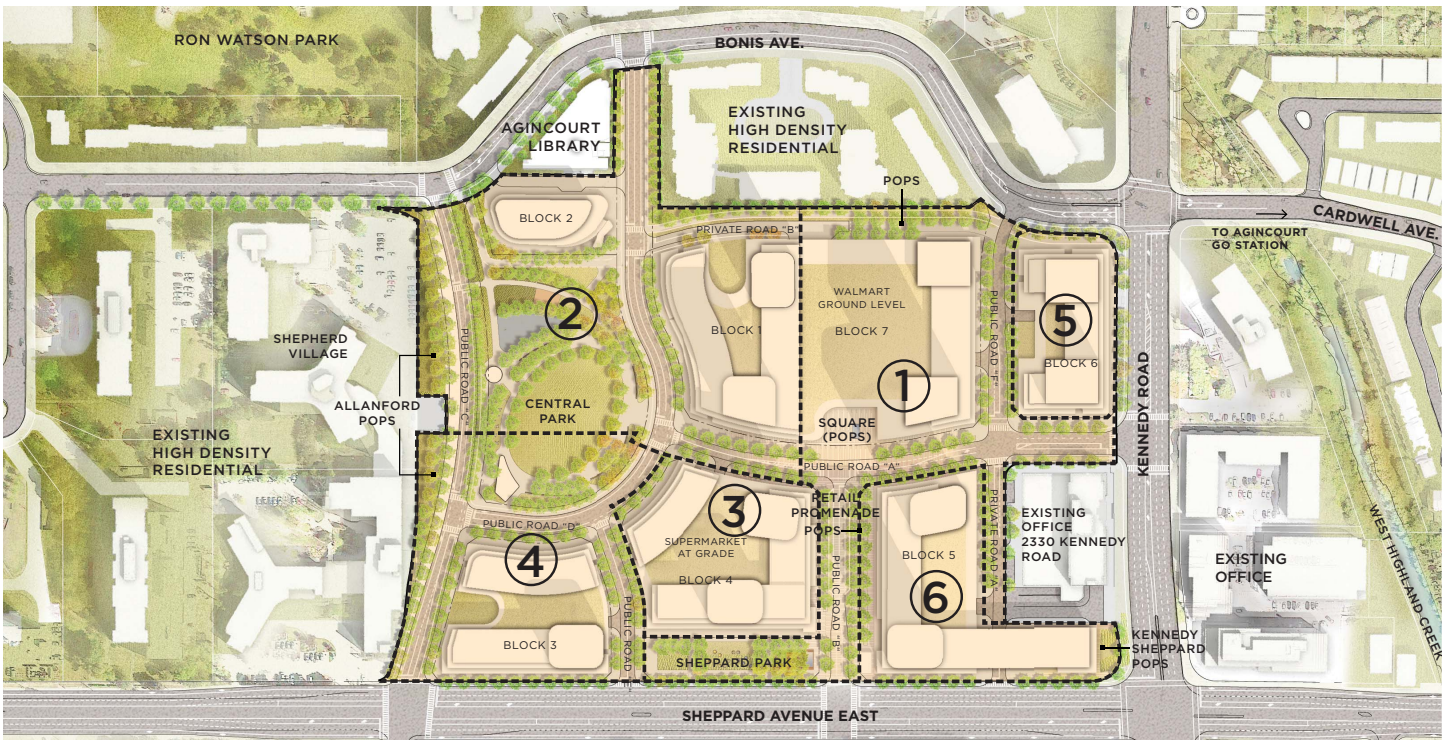 RON WATSON PARK
BONIS AVE.
AGINCOURT
LIBRARY
EXISTING
HIGH DENSITY
RESIDENTIAL
POPS
CARDWELL AVE.
TO AGINCOURT
GO STATION
BLOCK 2
PRIVATE ROAD "B"
WALMART
GROUND LEVEL
BLOCK 7
BLOCK 1
2
1
5
BLOCK 6
PUBLIC ROAD "F"
PUBLIC ROAD "C"
SHEPHERD
VILLAGE
ALLANFORD
POPS
CENTRAL
PARK
SQUARE
(POPS)
KENNEDY ROAD
EXISTING
HIGH DENSITY
RESIDENTIAL
PUBLIC ROAD "A"
RETAIL
PROMENADE
POPS
3
SUPERMARKET
AT GRADE
BLOCK 4
PUBLIC ROAD "D"
4
BLOCK 3
PUBLIC ROAD
PUBLIC ROAD "B"
BLOCK 5
6
PRIVATE ROAD "A"
EXISTING
OFFICE
2330 KENNEDY
ROAD
EXISTING
OFFICE
WEST HIGHLAND CREEK
SHEPPARD PARK
KENNEDY
SHEPPARD
POPS
SHEPPARD AVENUE EAST